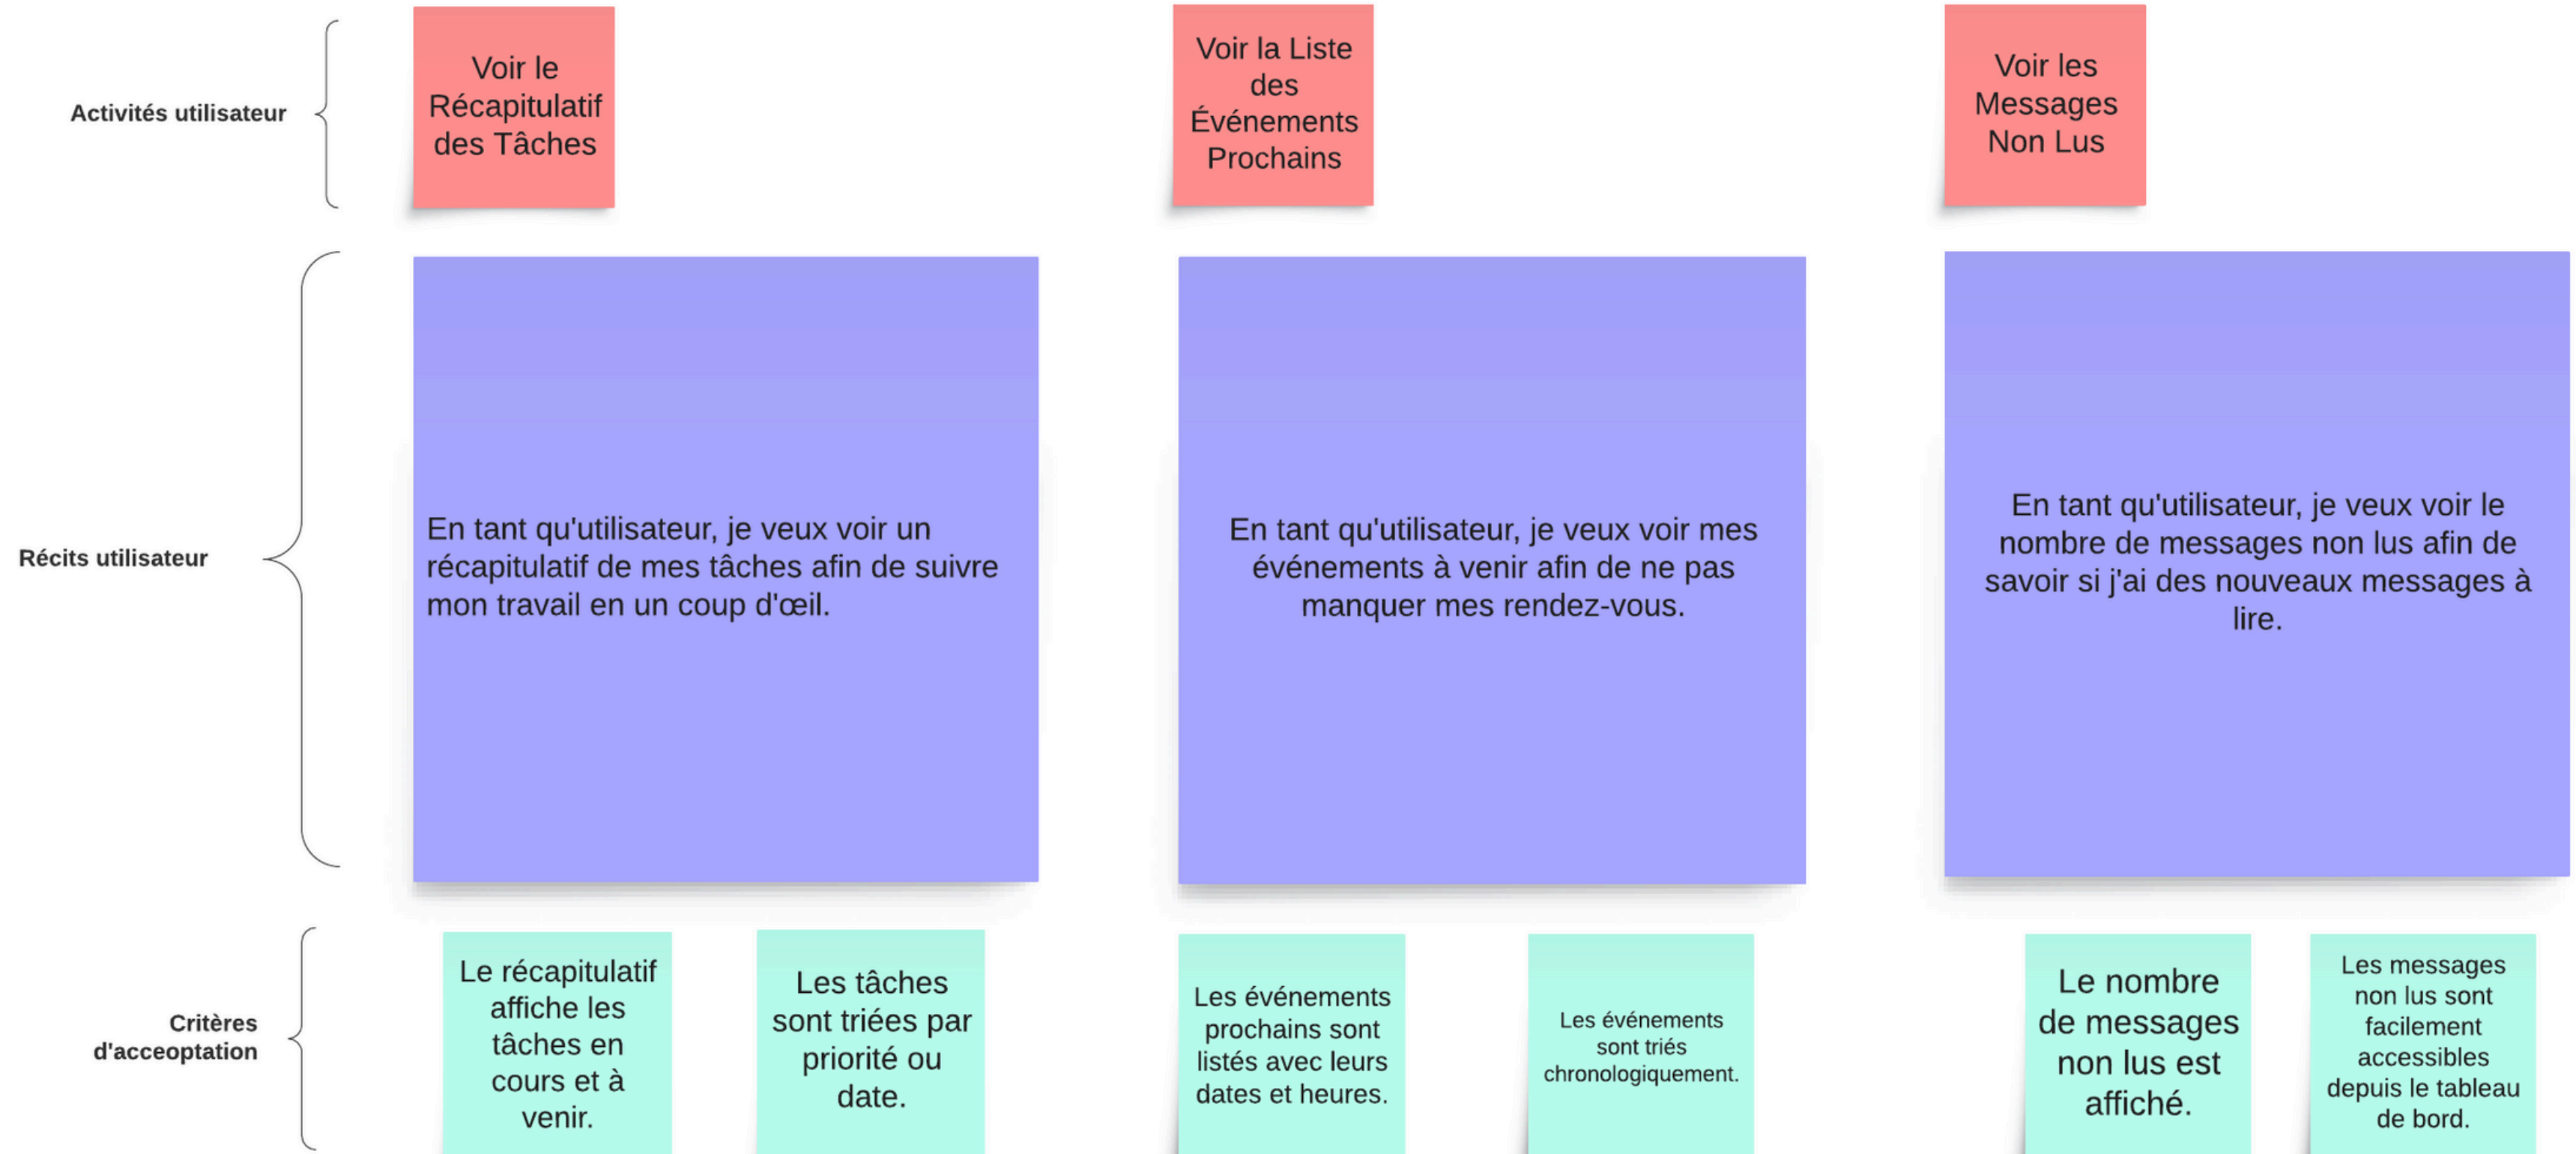 Activités utilisateur
Voir le
Récapitulatif
des Tâches
Voir la Liste
des
Événements
Prochains
Voir les
Messages
Non Lus
Récits utilisateur
En tant qu'utilisateur, je veux voir un
récapitulatif de mes tâches afin de suivre
mon travail en un coup d'œil.
En tant qu'utilisateur, je veux voir mes
événements à venir afin de ne pas
manquer mes rendez-vous.
En tant qu'utilisateur, je veux voir le
nombre de messages non lus afin de
savoir si j'ai des nouveaux messages à
lire.
Critères
d'acceoptation
Le récapitulatif
affiche les
tâches en
cours et à
venir.
Les tâches
sont triées par
priorité ou
date.
Les événements
prochains sont
listés avec leurs
dates et heures.
Les événements
sont triés
chronologiquement.
Le nombre
de messages
non lus est
affiché.
Les messages
non lus sont
facilement
accessibles
depuis le tableau
de bord.